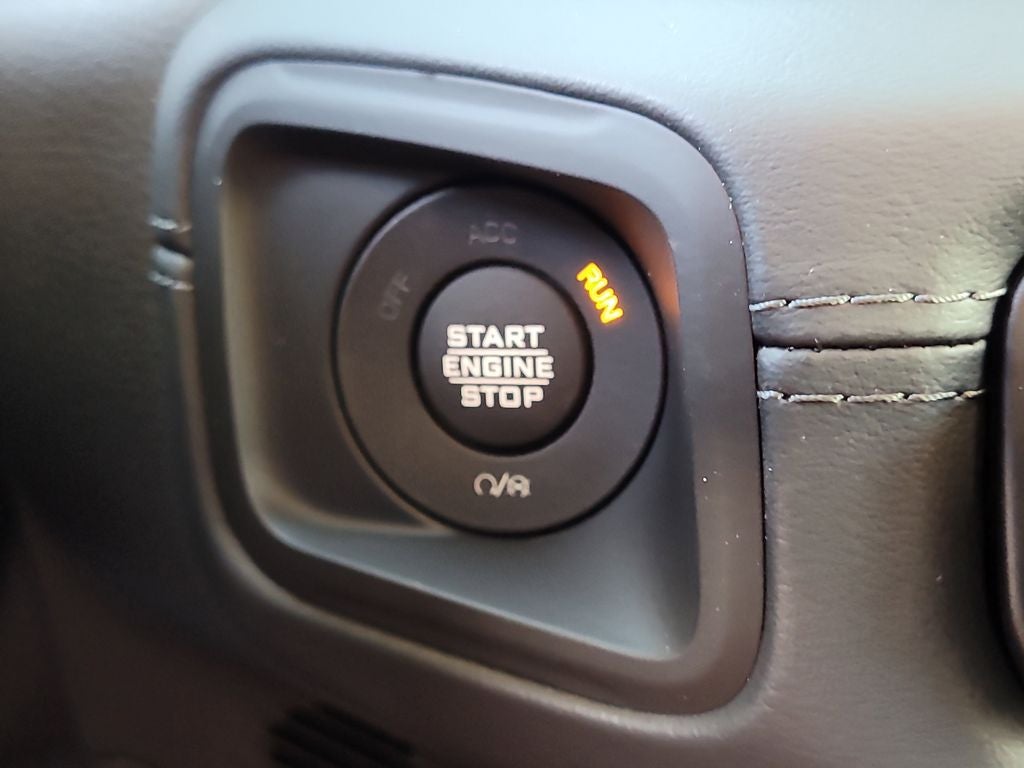 ACC
OFF
RUN
START
ENGINE
STOP